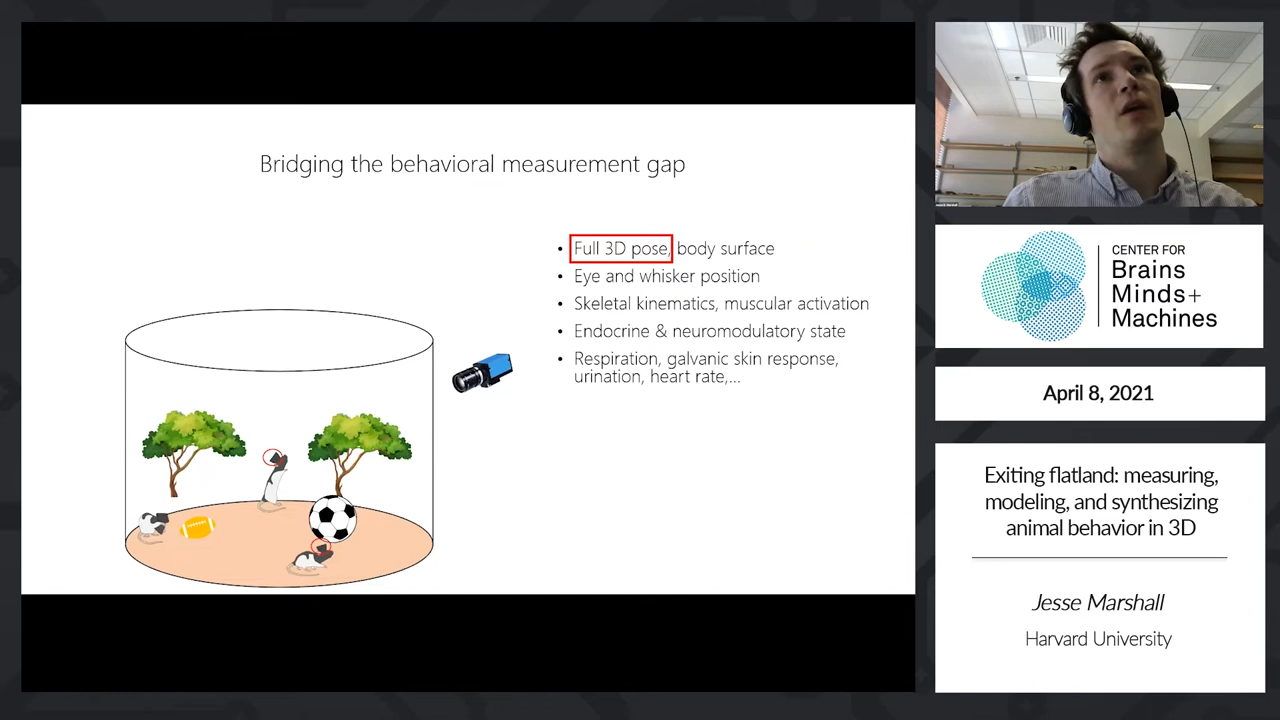 Bridging the behavioral measurement gap
• Full 3D pose, body surface
• Eye and whisker position
• Skeletal kinematics, muscular activation
• Endocrine & neuromodulatory state
• Respiration, galvanic skin response,
urination, heart rate,...
CENTER FOR
Brains
Minds+
Machines
April 8, 2021
Exiting flatland: measuring,
modeling, and synthesizing
animal behavior in 3D
Jesse Marshall
Harvard University